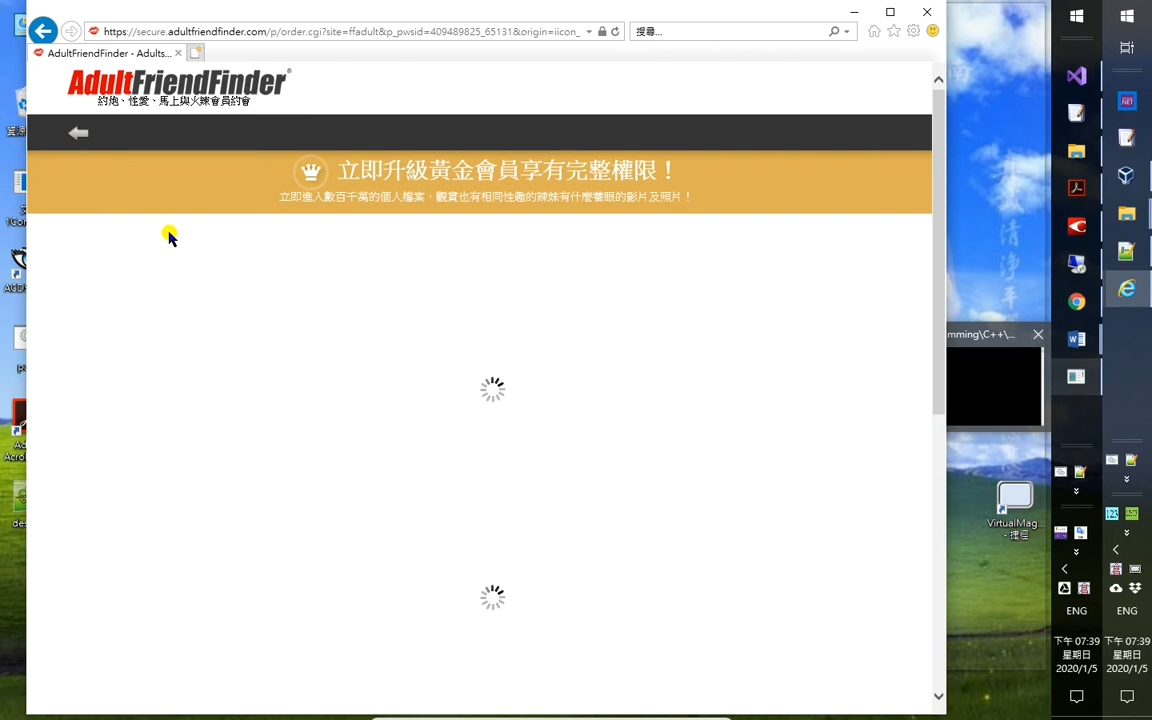 https://secure.adultfriendfinder.com/p/order.cgi?site=ffadult&p_pwsid=409489825_65131&origin=iicon_
搜尋...
AdultFriendFinder - Adults...
AdultFriendFinder®
約炮、性愛、馬上與火辣會員約會
立即升級黃金會員享有完整權限！
立即進入數百千萬的個人檔案，觀賞也有相同性趣的辣妹有什麼養眼的影片及照片！
mming\C++\...
VirtualMag...
- 捷徑
ENG
ENG
下午 07:39
星期日
2020/1/5
下午 07:39
星期日
2020/1/5